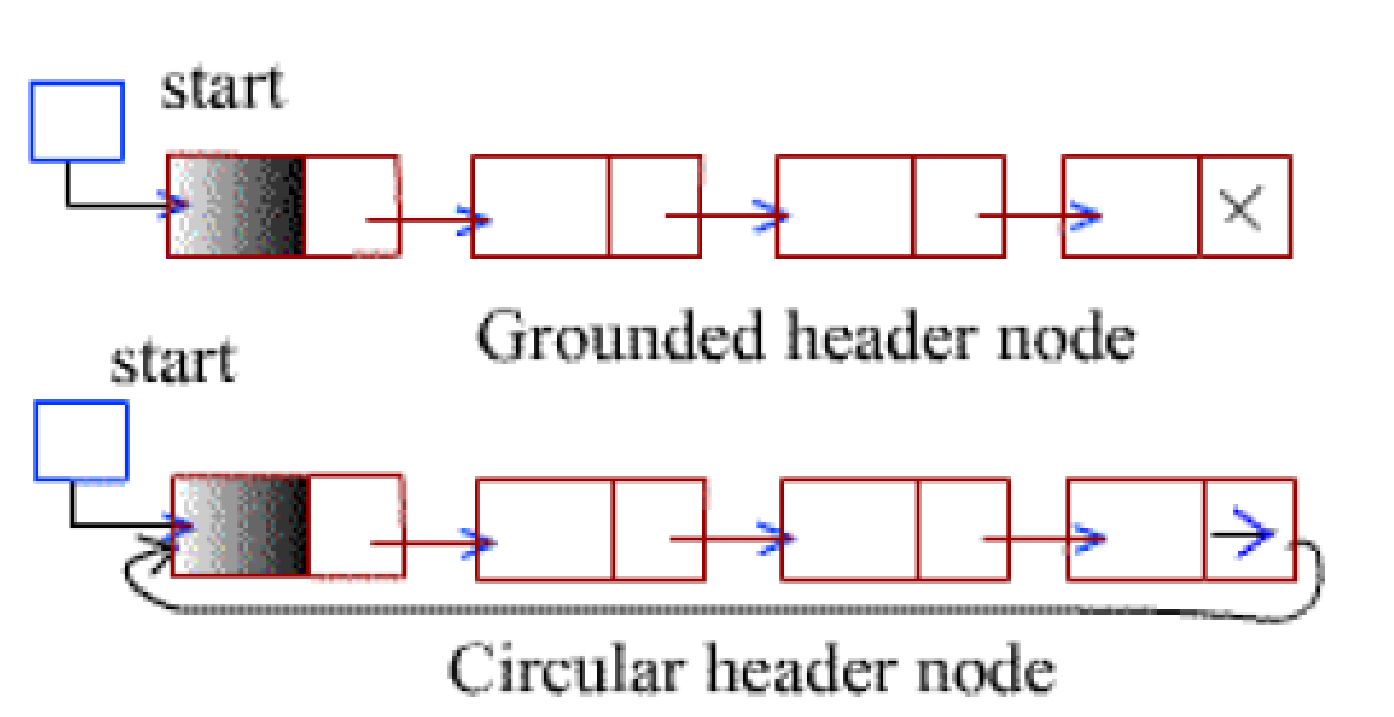 start
Grounded header node
start
Circular header node